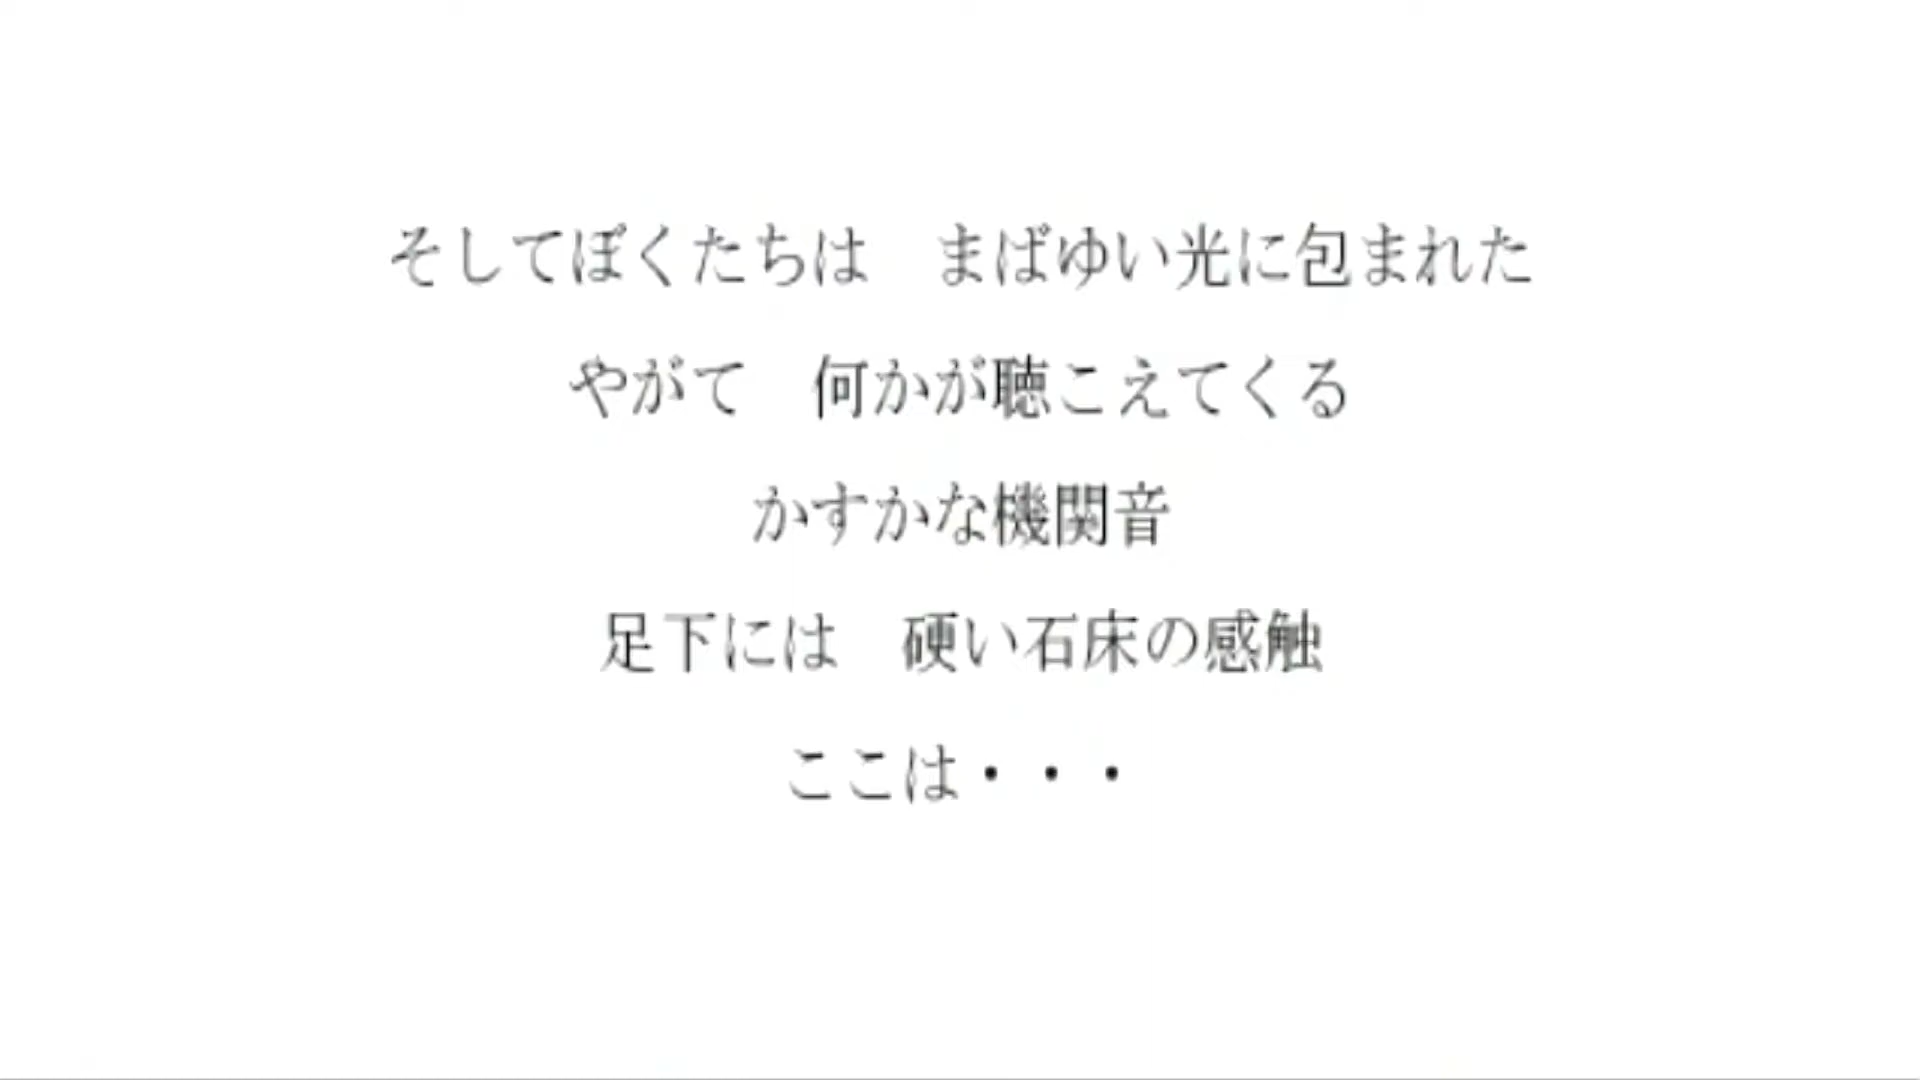 そしてぼくたちは　まばゆい光に包まれた
やがて　何かが聴こえてくる
かすかな機関音
足下には　硬い石床の感触
ここは・・・